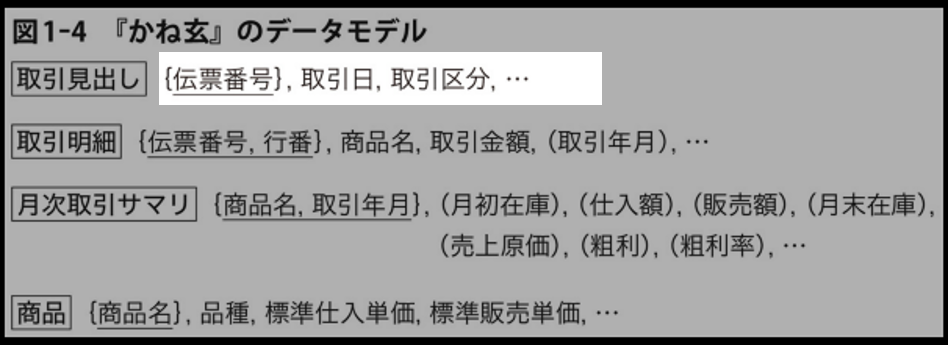 図1-4 『かね玄』のデータモデル
取引見出し {伝票番号}, 取引日, 取引区分, …
取引明細 {伝票番号, 行番}, 商品名, 取引金額, (取引年月), …
月次取引サマリ {商品名, 取引年月}, (月初在庫), (仕入額), (販売額), (月末在庫),
(売上原価), (粗利), (粗利率), …
商品 {商品名}, 品種, 標準仕入単価, 標準販売単価, …